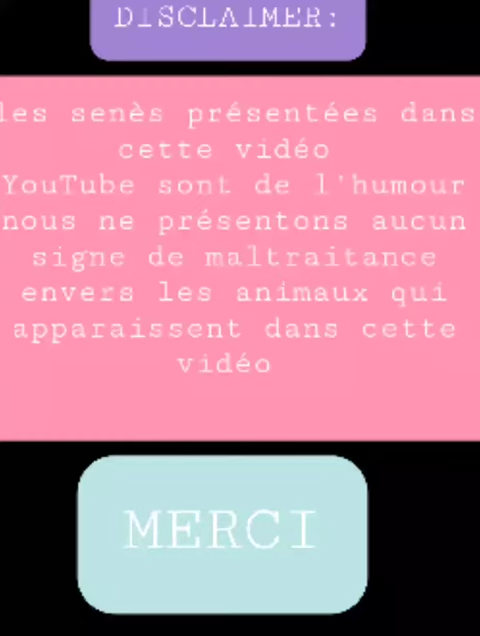 DISCLAIMER:
les senès présentées dans
cette vidéo
YouTube sont de l'humour
nous ne présentons aucun
signe de maltraitance
envers les animaux qui
apparaissent dans cette
vidéo
MERCI